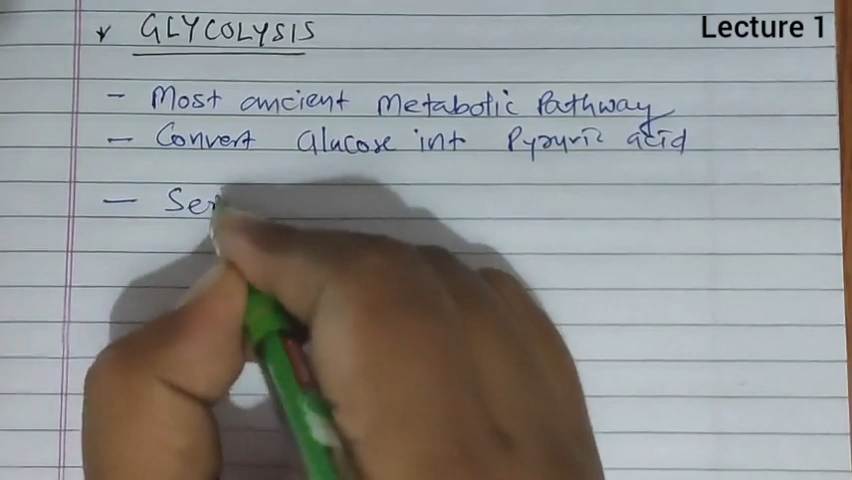 GLYCOLYSIS
Lecture 1
- Most ancient Metabolic Pathway
- Convert Glucose int Pyruvic acid
- Ser